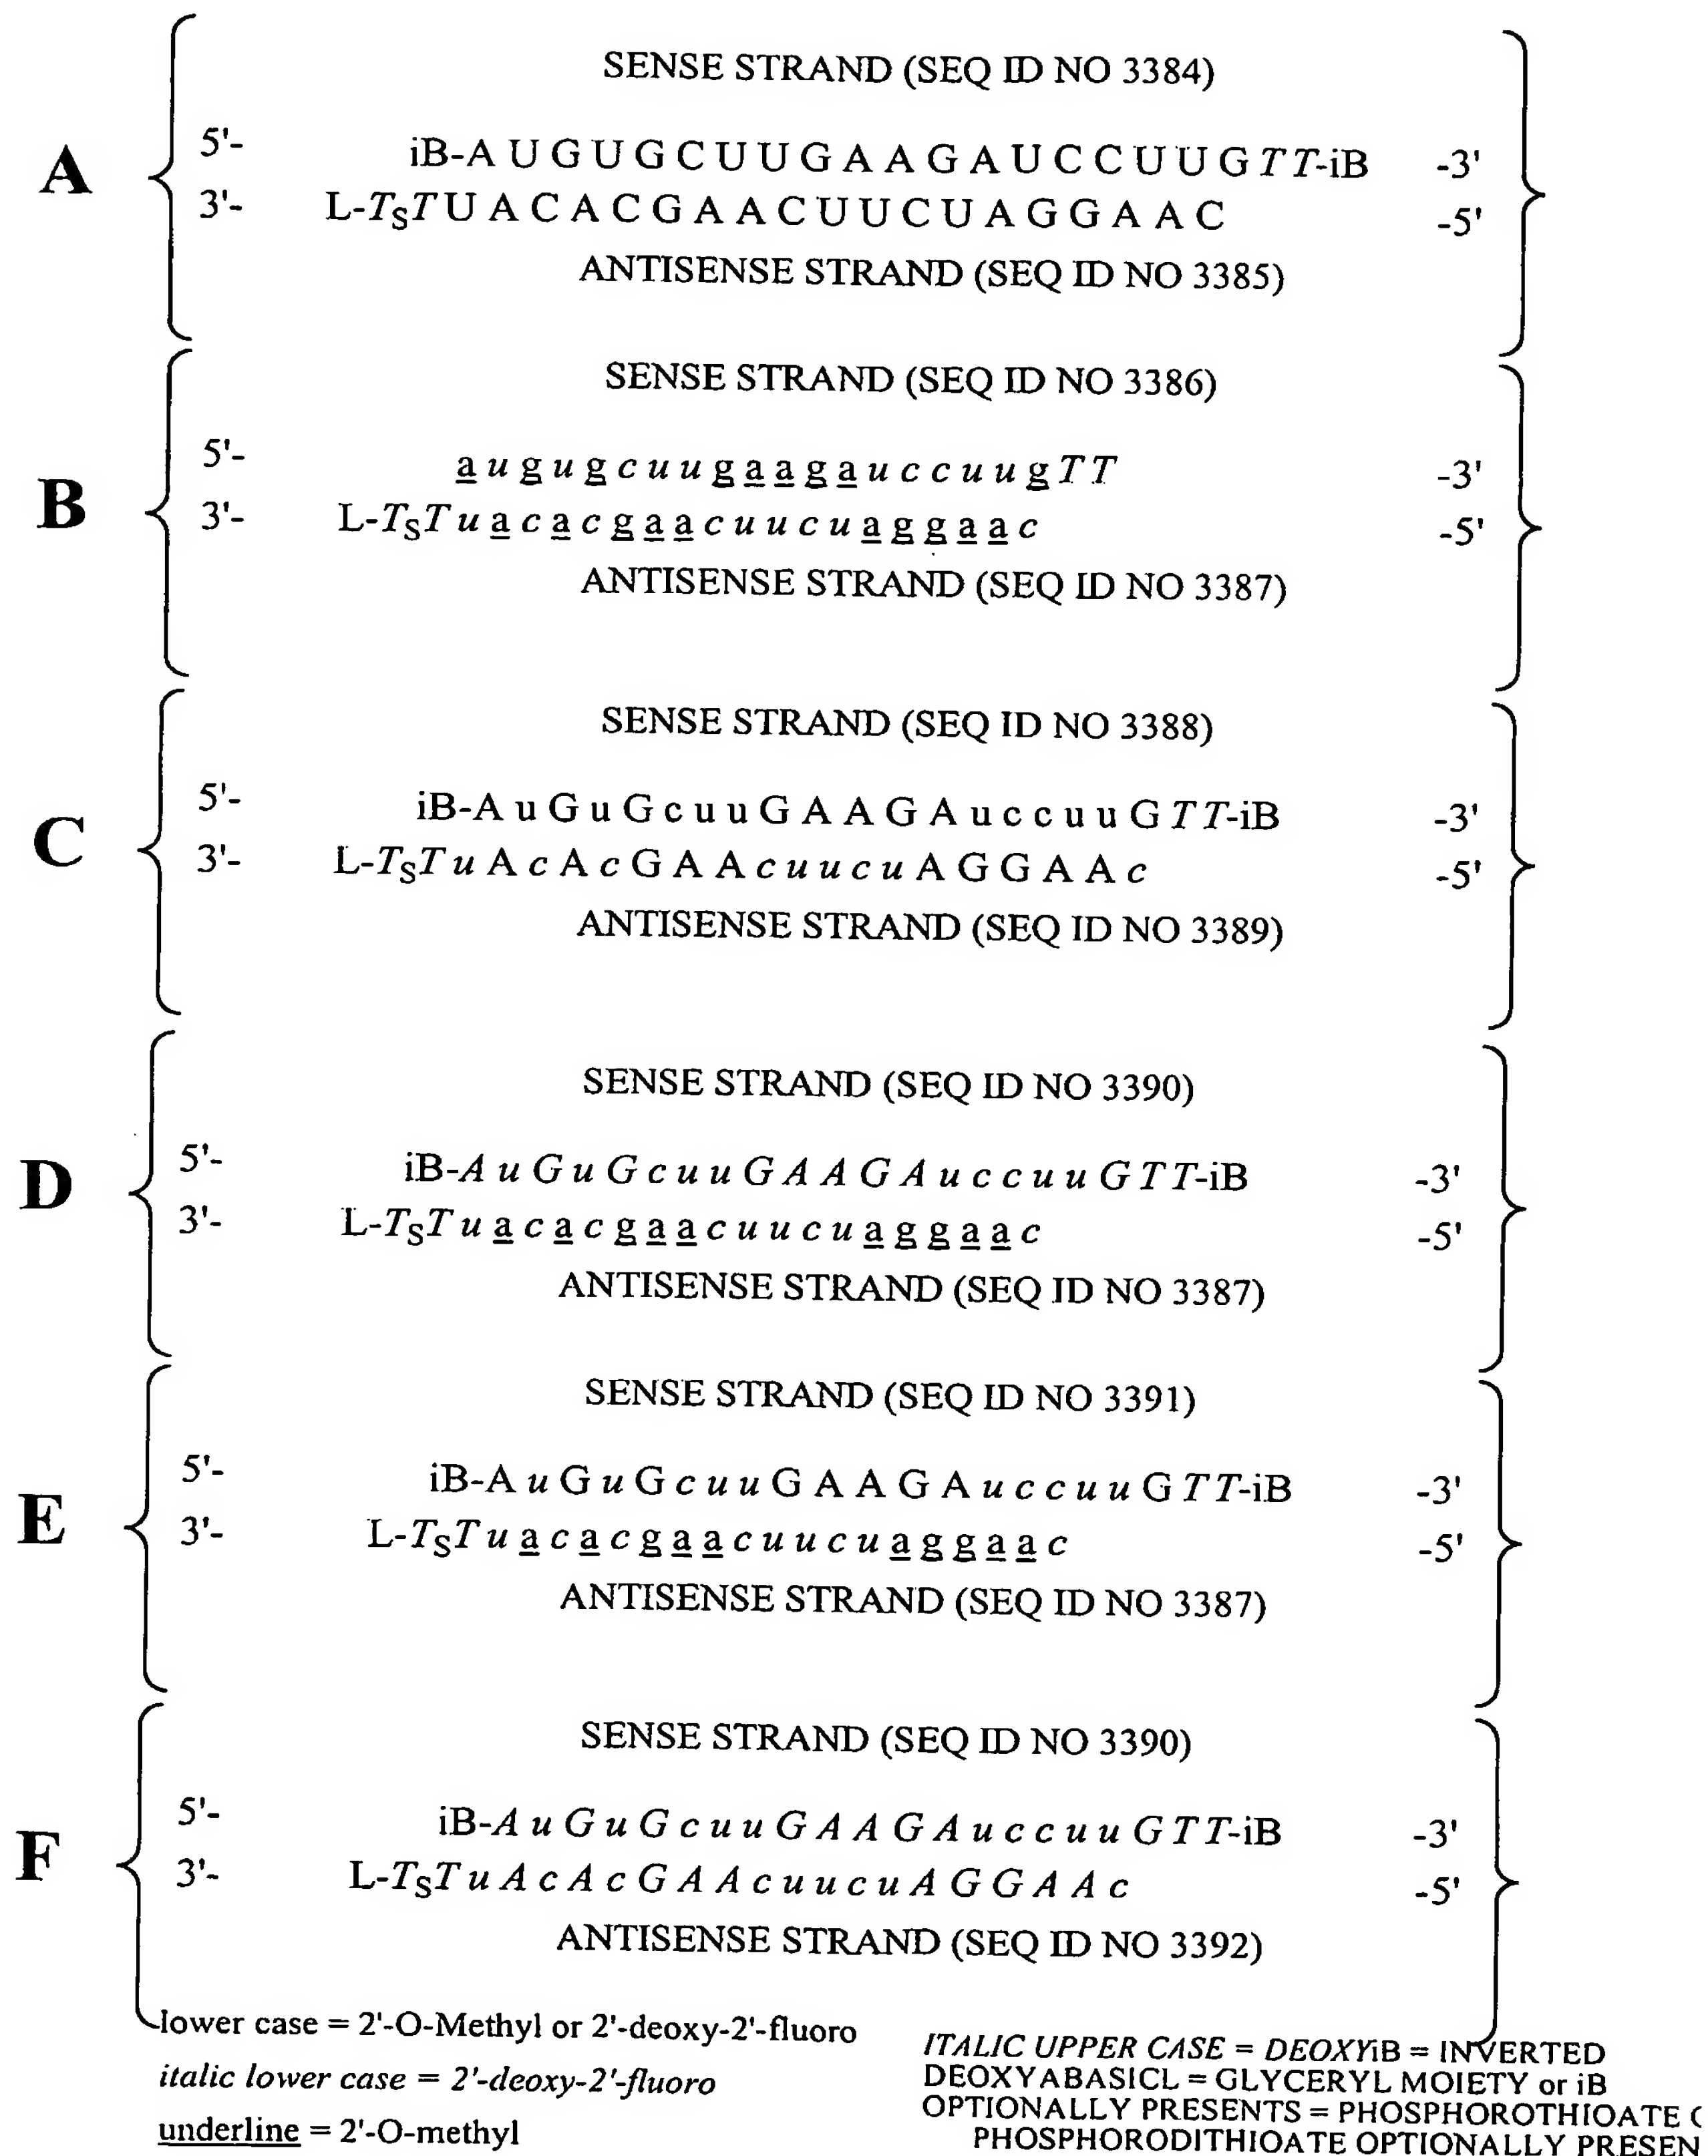 SENSE STRAND (SEQ ID NO 3384)
A
5'- iB-A U G U G C U U G A A G A U C C U U G T T-iB -3'
3'- L-TST U A C A C G A A C U U C U A G G A A C -5'
ANTISENSE STRAND (SEQ ID NO 3385)
SENSE STRAND (SEQ ID NO 3386)
B
5'- a u g u g c u u g a a g a u c c u u g T T -3'
3'- L-TST u a c a c g a a c u u c u a g g a a c -5'
ANTISENSE STRAND (SEQ ID NO 3387)
SENSE STRAND (SEQ ID NO 3388)
C
5'- iB-A u G u G c u u G A A G A u c c u u G T T-iB -3'
3'- L-TST u A c A c G A A c u u c u A G G A A c -5'
ANTISENSE STRAND (SEQ ID NO 3389)
SENSE STRAND (SEQ ID NO 3390)
D
5'- iB-A u G u G c u u G A A G A u c c u u G T T-iB -3'
3'- L-TST u a c a c g a a c u u c u a g g a a c -5'
ANTISENSE STRAND (SEQ ID NO 3387)
SENSE STRAND (SEQ ID NO 3391)
E
5'- iB-A u G u G c u u G A A G A u c c u u G T T-iB -3'
3'- L-TST u a c a c g a a c u u c u a g g a a c -5'
ANTISENSE STRAND (SEQ ID NO 3387)
SENSE STRAND (SEQ ID NO 3390)
F
5'- iB-A u G u G c u u G A A G A u c c u u G T T-iB -3'
3'- L-TST u A c A c G A A c u u c u A G G A A c -5'
ANTISENSE STRAND (SEQ ID NO 3392)
lower case = 2'-O-Methyl or 2'-deoxy-2'-fluoro
italic lower case = 2'-deoxy-2'-fluoro
underline = 2'-O-methyl
ITALIC UPPER CASE = DEOXYiB = INVERTED
DEOXYABASICL = GLYCERYL MOIETY or iB
OPTIONALLY PRESENTS = PHOSPHOROTHIOATE
PHOSPHORODITHIOATE OPTIONALLY PRESEN